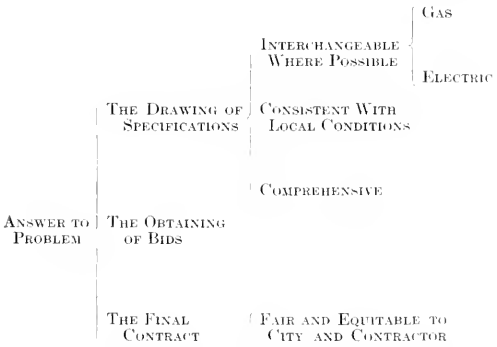 GAS
INTERCHANGEABLE
WHERE POSSIBLE
ELECTRIC
THE DRAWING OF
SPECIFICATIONS
CONSISTENT WITH
LOCAL CONDITIONS
COMPREHENSIVE
ANSWER TO
PROBLEM
THE OBTAINING
OF BIDS
THE FINAL
CONTRACT
FAIR AND EQUITABLE TO
CITY AND CONTRACTOR